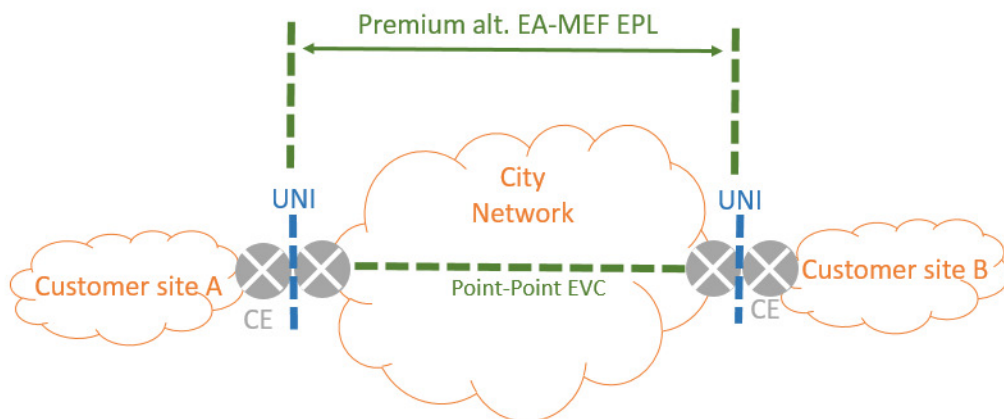 Premium alt. EA-MEF EPL
UNI
City
Network
UNI
Customer site A
Customer site B
Point-Point EVC
CE
CE